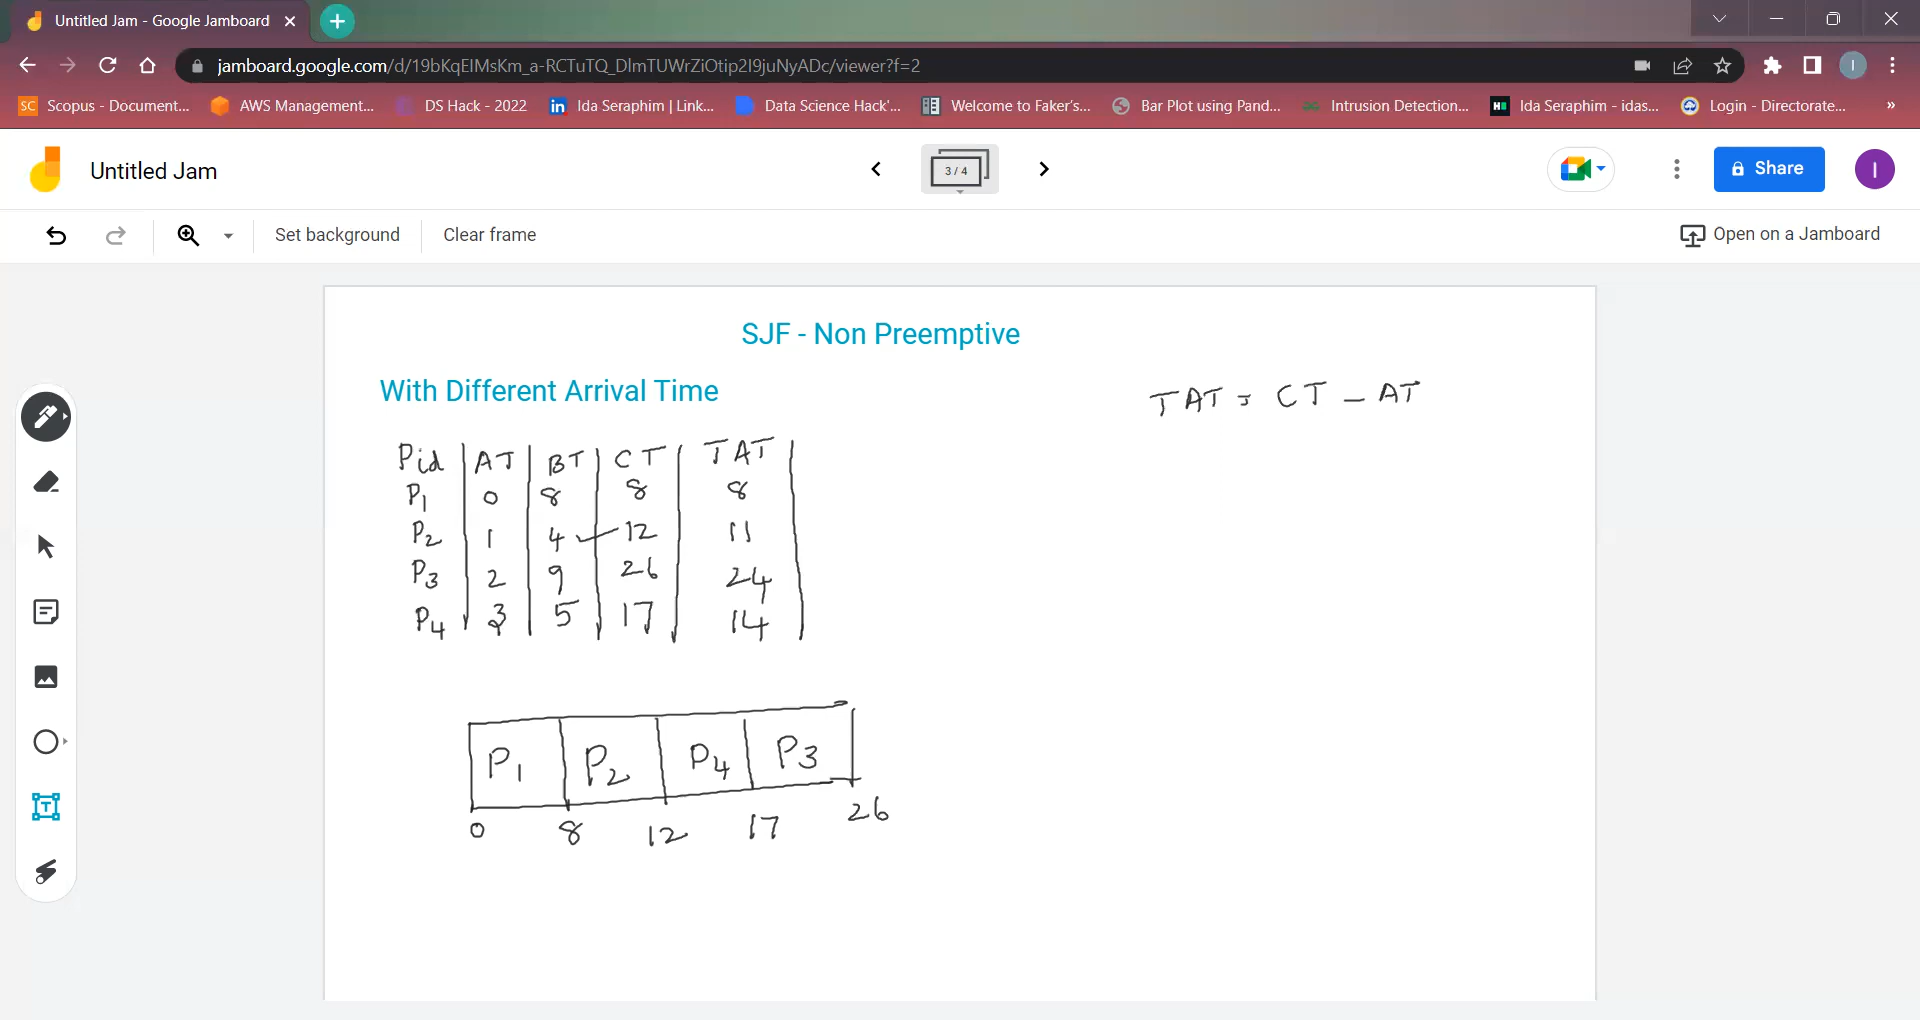 Untitled Jam - Google Jamboard
jamboard.google.com/d/19bKqEIMsKm_a-RCTuTQ_DlmTUWrZiOtip2I9juNyADc/viewer?f=2
SC Scopus - Document... AWS Management... DS Hack - 2022 in Ida Seraphim | Link... Data Science Hack'... Welcome to Faker's... Bar Plot using Pand... Intrusion Detection... Ida Seraphim - idas... Login - Directorate... »
Untitled Jam
3 / 4
Share
I
Set background Clear frame
Open on a Jamboard
SJF - Non Preemptive
With Different Arrival Time
TAT = CT - AT
Pid AT BT CT TAT
P1 0 8 8 8
P2 1 4 12 11
P3 2 9 26 24
P4 3 5 17 14
P1 P2 P4 P3
0 8 12 17 26